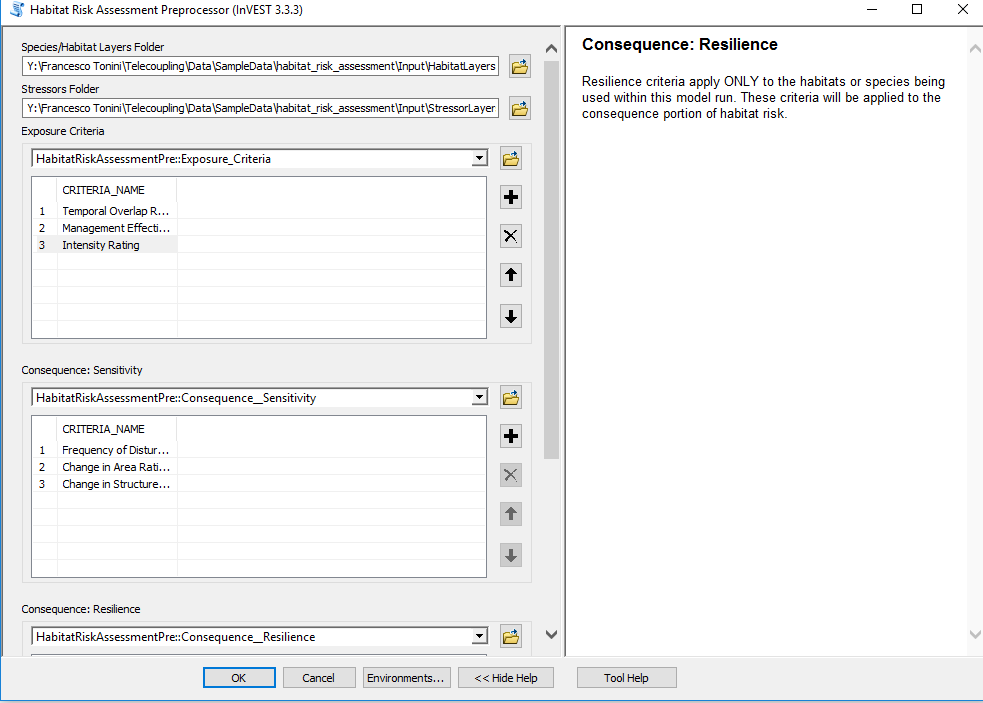 Habitat Risk Assessment Preprocessor (InVEST 3.3.3)
Species/Habitat Layers Folder
Y:\Francesco Tonini\Telecoupling\Data\SampleData\habitat_risk_assessment\Input\HabitatLayers
Stressors Folder
Y:\Francesco Tonini\Telecoupling\Data\SampleData\habitat_risk_assessment\Input\StressorLayer
Exposure Criteria
HabitatRiskAssessmentPre::Exposure_Criteria
CRITERIA_NAME
1 Temporal Overlap R...
2 Management Effecti...
3 Intensity Rating
Consequence: Sensitivity
HabitatRiskAssessmentPre::Consequence__Sensitivity
CRITERIA_NAME
1 Frequency of Distur...
2 Change in Area Rati...
3 Change in Structure...
Consequence: Resilience
HabitatRiskAssessmentPre::Consequence__Resilience
OK Cancel Environments... << Hide Help Tool Help
Consequence: Resilience
Resilience criteria apply ONLY to the habitats or species being
used within this model run. These criteria will be applied to the
consequence portion of habitat risk.